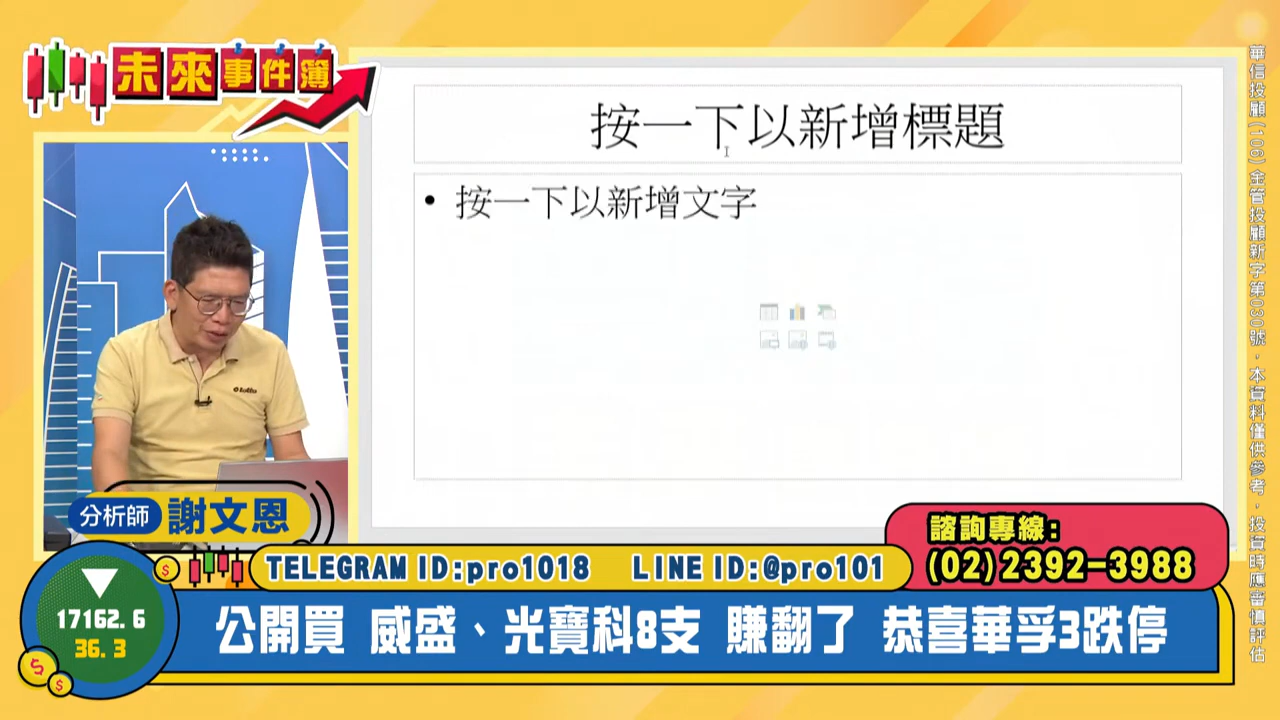 未來事件簿
按一下以新增標題
• 按一下以新增文字
分析師 謝文恩
諮詢專線:
(02)2392-3988
TELEGRAM ID:pro1018 LINE ID:@pro101
17162.6
36.3
公開買 威盛、光寶科8支 賺翻了 恭喜華孚3跌停
華信投顧(106)金管投顧新字第030號，本資料僅供參考，投資時應審慎評估